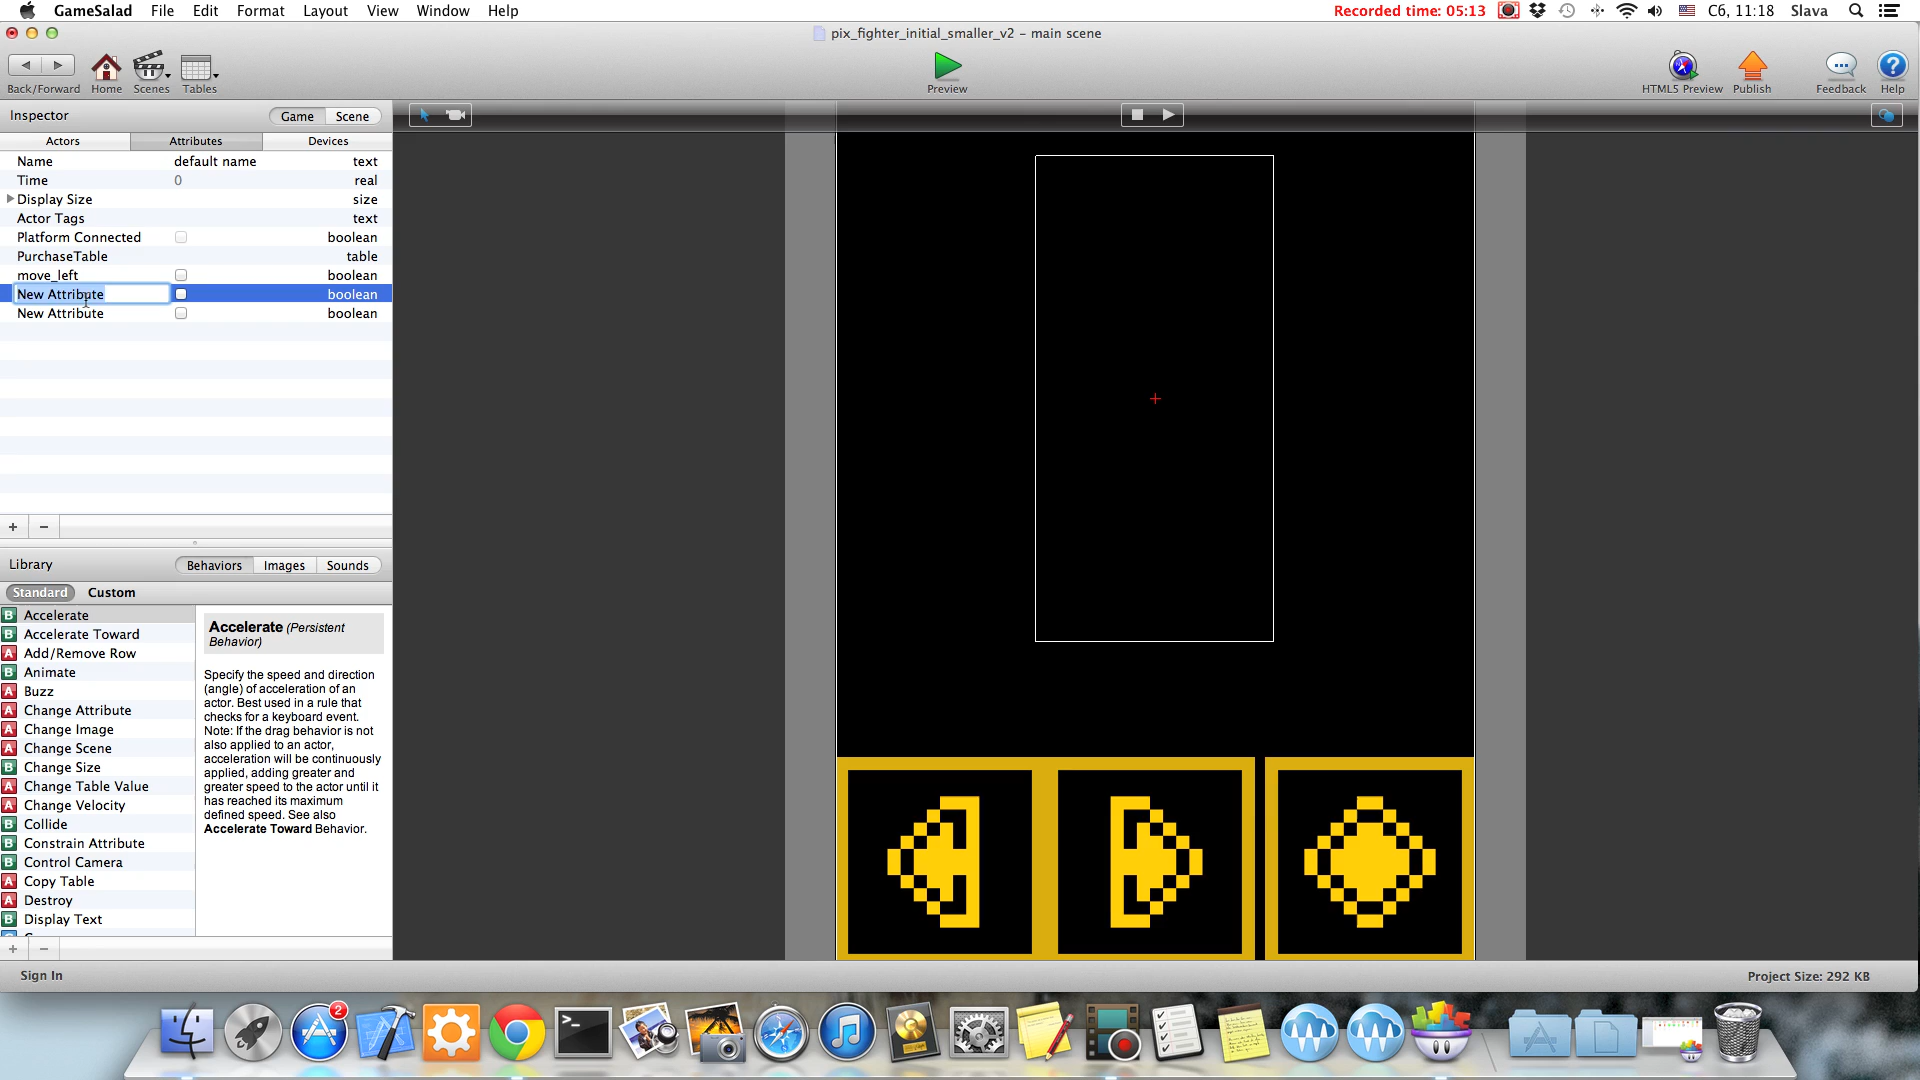 GameSalad File Edit Format Layout View Window Help Recorded time: 05:13 C6, 11:18 Slava
pix_fighter_initial_smaller_v2 – main scene
Back/Forward Home Scenes Tables Preview HTML5 Preview Publish Feedback Help
Inspector Game Scene
Actors Attributes Devices
Name default name text
Time 0 real
Display Size size
Actor Tags text
Platform Connected boolean
PurchaseTable table
move_left boolean
New Attribute boolean
New Attribute boolean
+ −
Library Behaviors Images Sounds
Standard Custom
B Accelerate
B Accelerate Toward
A Add/Remove Row
B Animate
A Buzz
A Change Attribute
A Change Image
A Change Scene
B Change Size
A Change Table Value
A Change Velocity
B Collide
B Constrain Attribute
B Control Camera
A Copy Table
A Destroy
B Display Text
Accelerate (Persistent
Behavior)
Specify the speed and direction
(angle) of acceleration of an
actor. Best used in a rule that
checks for a keyboard event.
Note: If the drag behavior is not
also applied to an actor,
acceleration will be continuously
applied, adding greater and
greater speed to the actor until it
has reached its maximum
defined speed. See also
Accelerate Toward Behavior.
+ −
Sign In Project Size: 292 KB
2